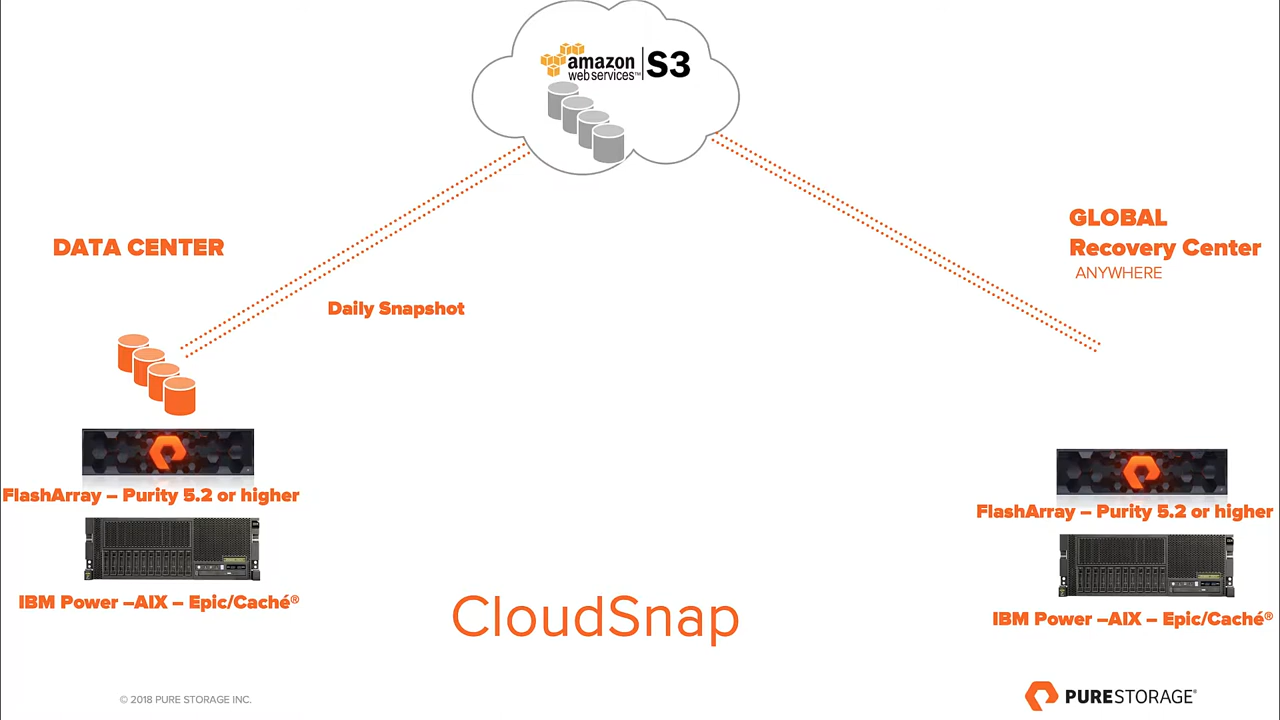 amazon
web services™
S3
DATA CENTER
GLOBAL
Recovery Center
ANYWHERE
Daily Snapshot
FlashArray – Purity 5.2 or higher
FlashArray – Purity 5.2 or higher
IBM Power –AIX – Epic/Caché®
IBM Power –AIX – Epic/Caché®
CloudSnap
© 2018 PURE STORAGE INC.
PURESTORAGE®